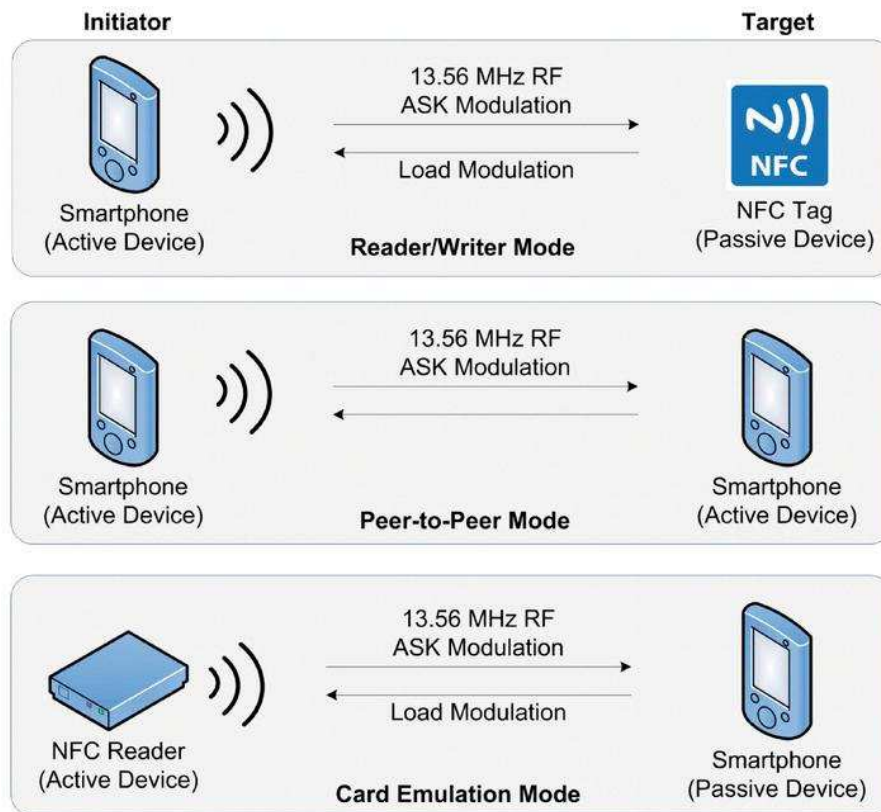 Initiator
Target
13.56 MHz RF
ASK Modulation
Load Modulation
NFC
Smartphone
(Active Device)
NFC Tag
(Passive Device)
Reader/Writer Mode
13.56 MHz RF
ASK Modulation
Smartphone
(Active Device)
Smartphone
(Active Device)
Peer-to-Peer Mode
13.56 MHz RF
ASK Modulation
Load Modulation
NFC Reader
(Active Device)
Smartphone
(Passive Device)
Card Emulation Mode